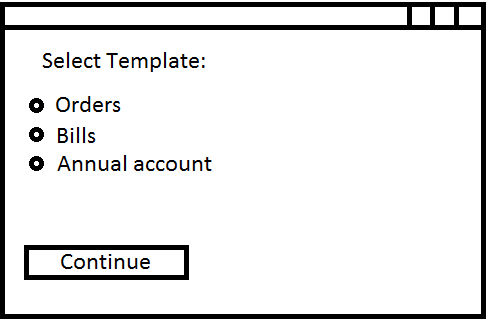 Select Template:
Orders
Bills
Annual account
Continue